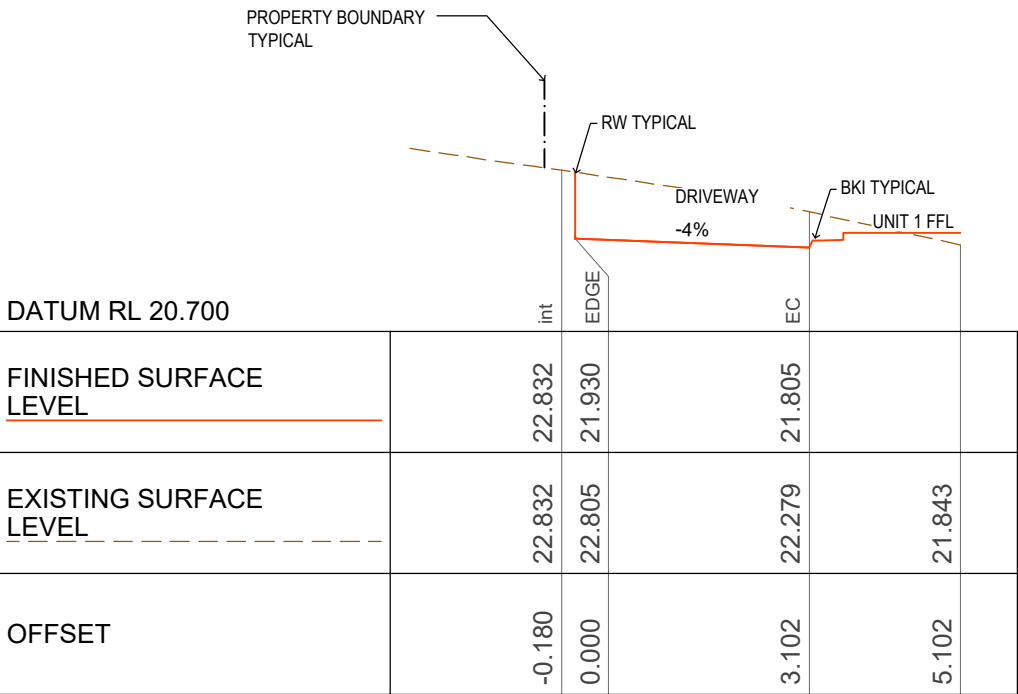 PROPERTY BOUNDARY
TYPICAL
RW TYPICAL
DRIVEWAY
-4%
BKI TYPICAL
UNIT 1 FFL
DATUM RL 20.700
int
EDGE
EC
FINISHED SURFACE
LEVEL
22.832
21.930
21.805
EXISTING SURFACE
LEVEL
22.832
22.805
22.279
21.843
OFFSET
-0.180
0.000
3.102
5.102